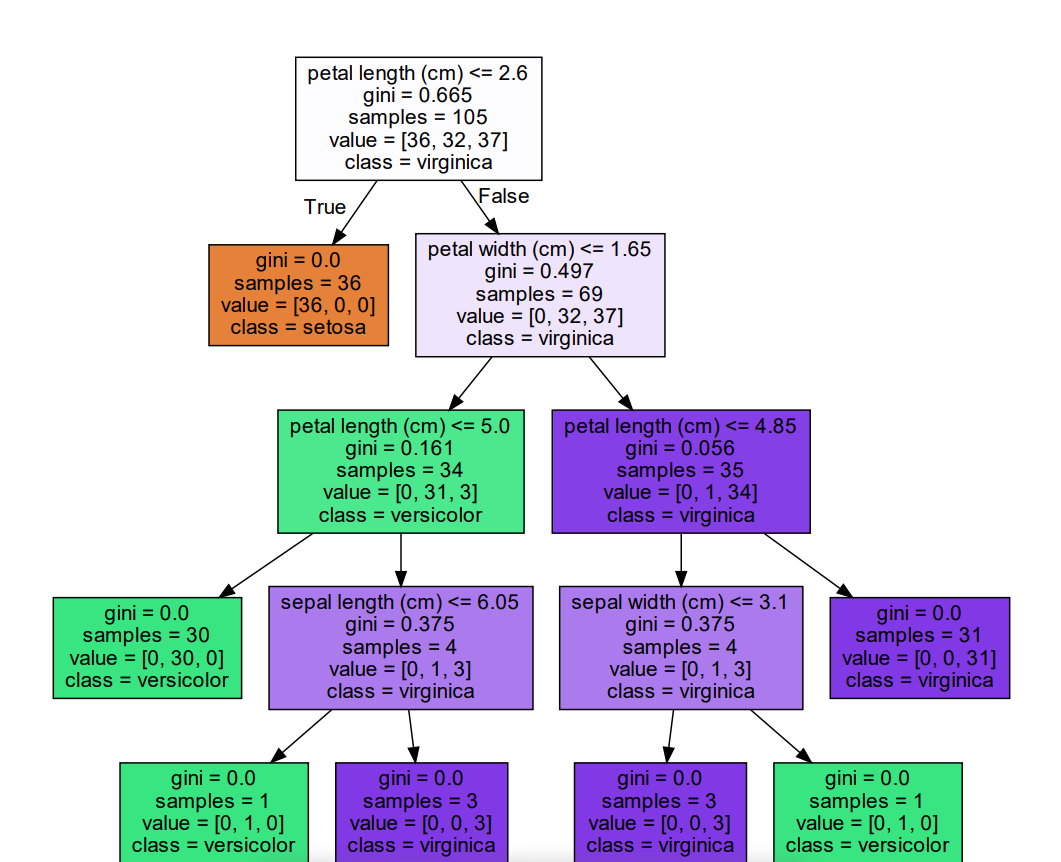 petal length (cm) <= 2.6
gini = 0.665
samples = 105
value = [36, 32, 37]
class = virginica
True
False
gini = 0.0
samples = 36
value = [36, 0, 0]
class = setosa
petal width (cm) <= 1.65
gini = 0.497
samples = 69
value = [0, 32, 37]
class = virginica
petal length (cm) <= 5.0
gini = 0.161
samples = 34
value = [0, 31, 3]
class = versicolor
petal length (cm) <= 4.85
gini = 0.056
samples = 35
value = [0, 1, 34]
class = virginica
gini = 0.0
samples = 30
value = [0, 30, 0]
class = versicolor
sepal length (cm) <= 6.05
gini = 0.375
samples = 4
value = [0, 1, 3]
class = virginica
sepal width (cm) <= 3.1
gini = 0.375
samples = 4
value = [0, 1, 3]
class = virginica
gini = 0.0
samples = 31
value = [0, 0, 31]
class = virginica
gini = 0.0
samples = 1
value = [0, 1, 0]
class = versicolor
gini = 0.0
samples = 3
value = [0, 0, 3]
class = virginica
gini = 0.0
samples = 3
value = [0, 0, 3]
class = virginica
gini = 0.0
samples = 1
value = [0, 1, 0]
class = versicolor